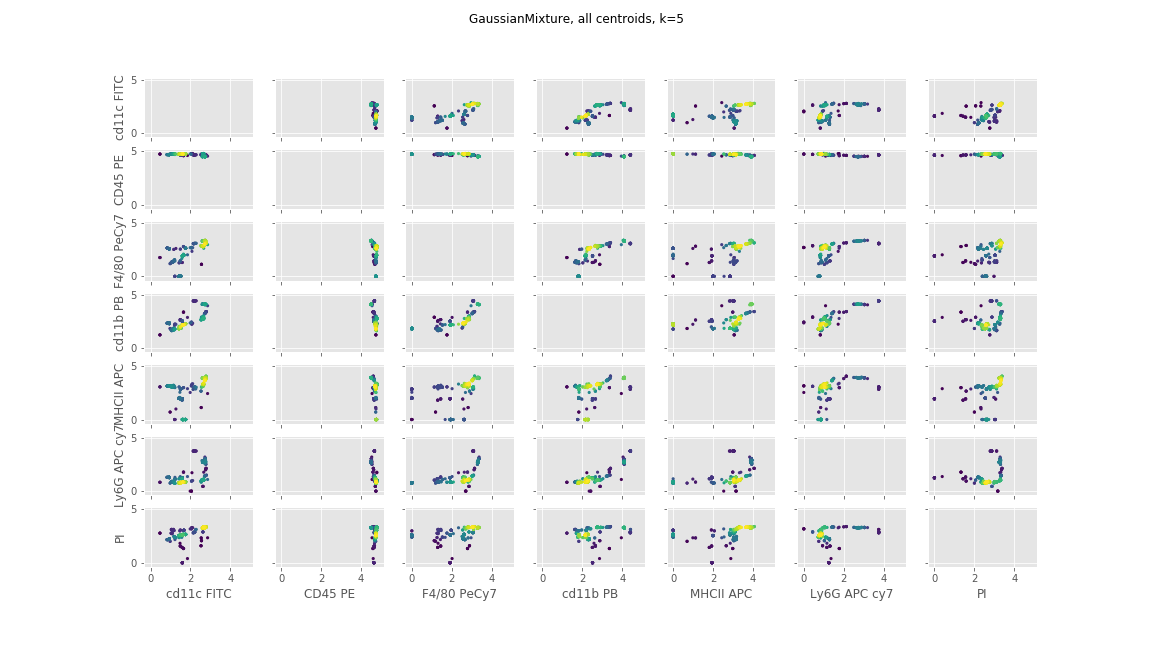 GaussianMixture, all centroids, k=5
cd11c FITC
5
0
CD45 PE
5
0
F4/80 PeCy7
5
0
cd11b PB
5
0
MHCII APC
5
0
Ly6G APC cy7
5
0
PI
5
0
0 2 4 0 2 4 0 2 4 0 2 4 0 2 4 0 2 4 0 2 4
cd11c FITC CD45 PE F4/80 PeCy7 cd11b PB MHCII APC Ly6G APC cy7 PI